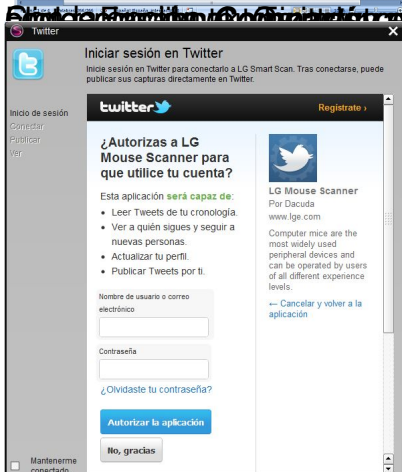 Twitter
Iniciar sesión en Twitter
Inicie sesión en Twitter para conectarlo a LG Smart Scan. Tras conectarse, puede
publicar sus capturas directamente en Twitter.
Inicio de sesión
Conectar
Publicar
Ver
twitter
Regístrate ›
¿Autorizas a LG
Mouse Scanner para
que utilice tu cuenta?
Esta aplicación será capaz de:
• Leer Tweets de tu cronología.
• Ver a quién sigues y seguir a
nuevas personas.
• Actualizar tu perfil.
• Publicar Tweets por ti.
Nombre de usuario o correo
electrónico
Contraseña
¿Olvidaste tu contraseña?
Autorizar la aplicación
No, gracias
LG Mouse Scanner
Por Dacuda
www.lge.com
Computer mice are the
most widely used
peripheral devices and
can be operated by users
of all different experience
levels.
← Cancelar y volver a la
aplicación
Mantenerme
conectado